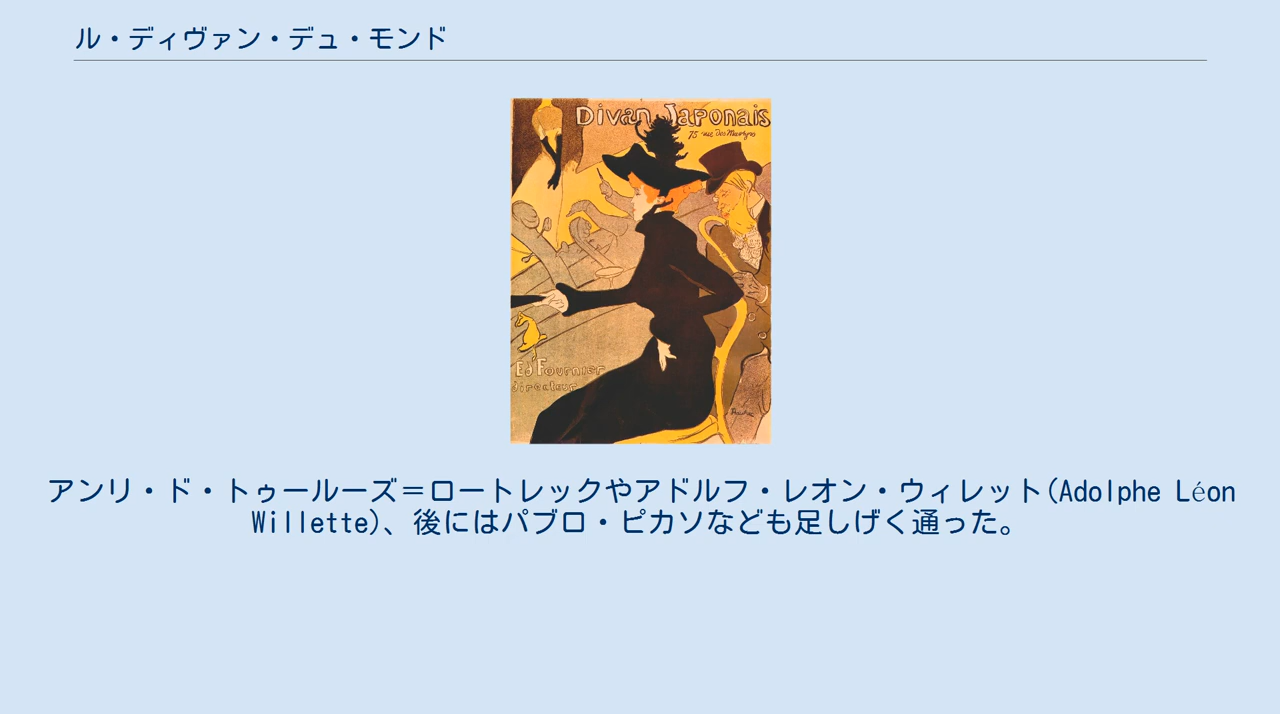 ル・ディヴァン・デュ・モンド
Divan Japonais
75 rue Des Martyrs
Ed Fournier
directeur
アンリ・ド・トゥールーズ＝ロートレックやアドルフ・レオン・ウィレット(Adolphe Léon
Willette)、後にはパブロ・ピカソなども足しげく通った。